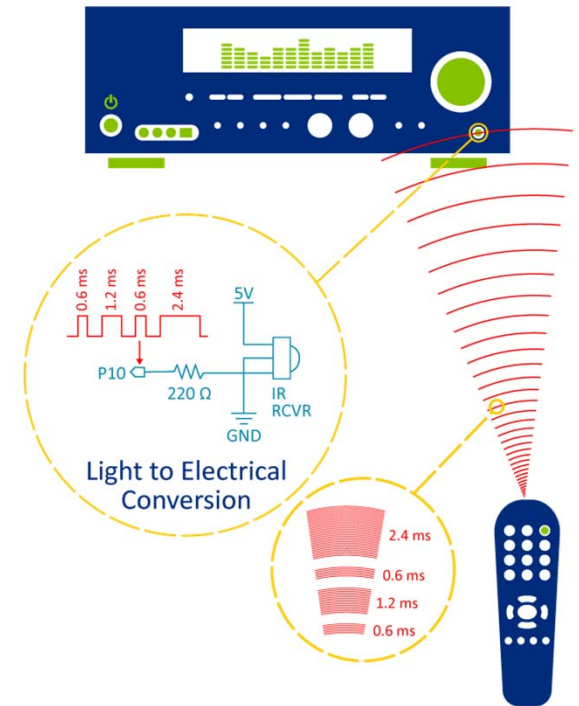 0.6 ms
1.2 ms
0.6 ms
2.4 ms
5V
P10
220 Ω
IR
RCVR
GND
Light to Electrical
Conversion
2.4 ms
0.6 ms
1.2 ms
0.6 ms